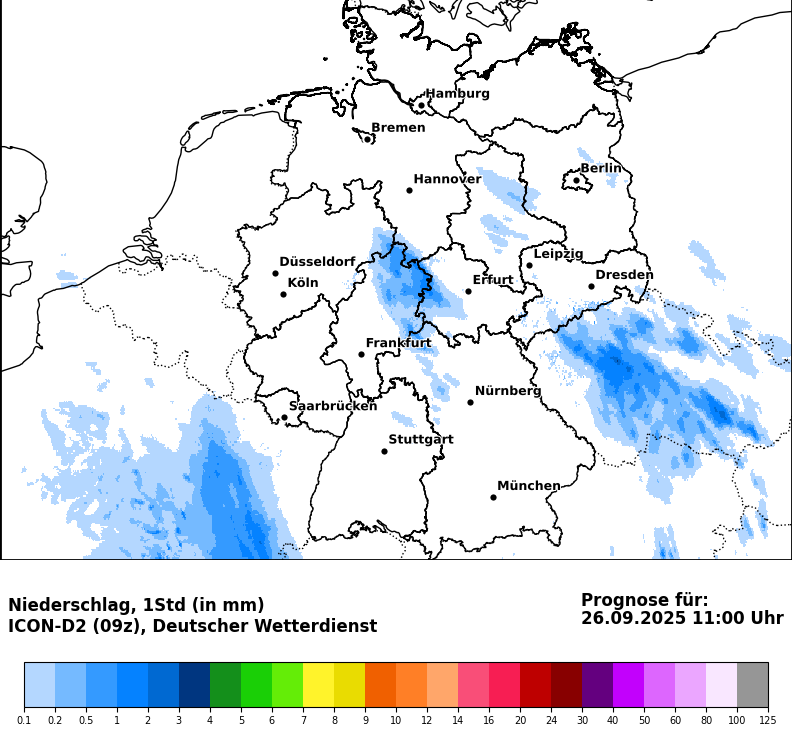 Hamburg
Bremen
Berlin
Hannover
Leipzig
Düsseldorf
Dresden
Köln
Erfurt
Frankfurt
Nürnberg
Saarbrücken
Stuttgart
München
Niederschlag, 1Std (in mm)
ICON-D2 (09z), Deutscher Wetterdienst
Prognose für:
26.09.2025 11:00 Uhr
0.1 0.2 0.5 1 2 3 4 5 6 7 8 9 10 12 14 16 20 24 30 40 50 60 80 100 125